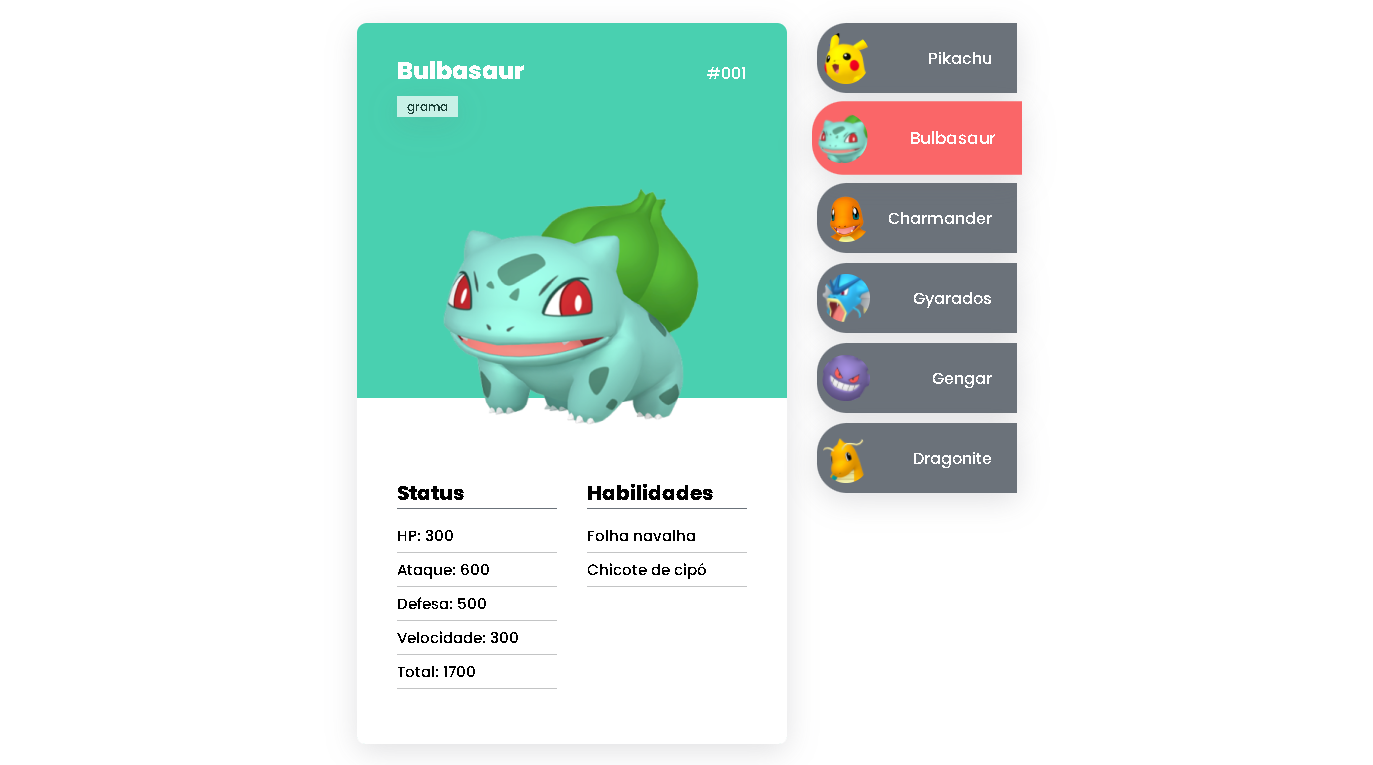 Bulbasaur
#001
grama
Status
HP: 300
Ataque: 600
Defesa: 500
Velocidade: 300
Total: 1700
Habilidades
Folha navalha
Chicote de cipó
Pikachu
Bulbasaur
Charmander
Gyarados
Gengar
Dragonite